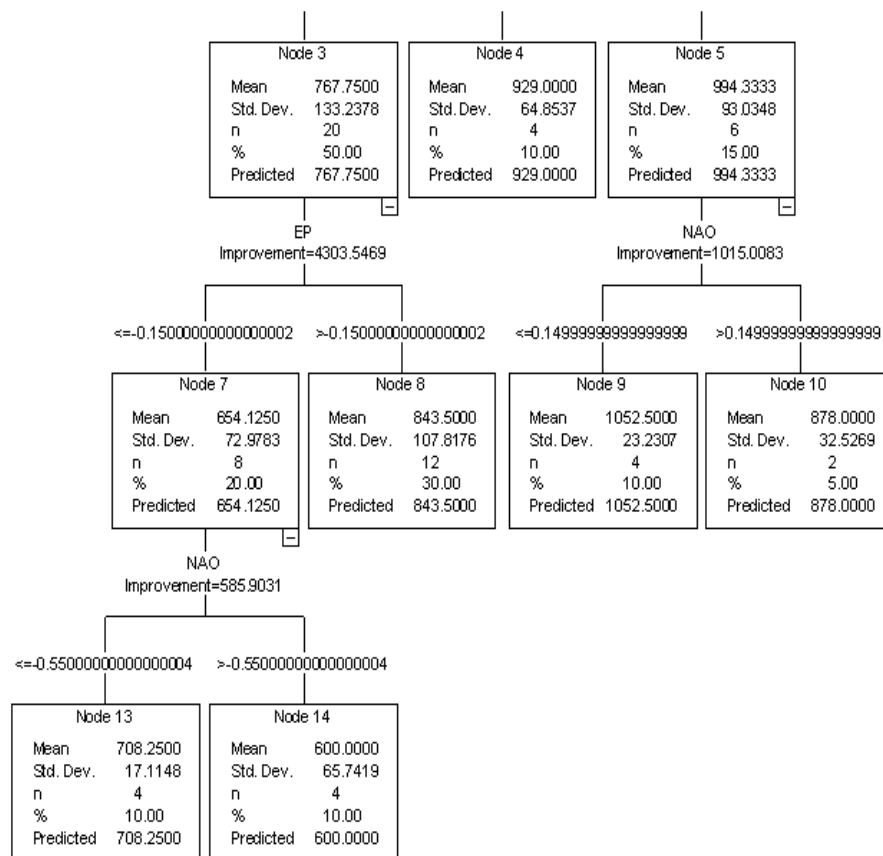 Node 3
Mean 767.7500
Std. Dev. 133.2378
n 20
% 50.00
Predicted 767.7500
Node 4
Mean 929.0000
Std. Dev. 64.8537
n 4
% 10.00
Predicted 929.0000
Node 5
Mean 994.3333
Std. Dev. 93.0348
n 6
% 15.00
Predicted 994.3333
EP
Improvement=4303.5469
NAO
Improvement=1015.0083
<=-0.15000000000000002
>-0.15000000000000002
<=0.14999999999999999
>0.14999999999999999
Node 7
Mean 654.1250
Std. Dev. 72.9783
n 8
% 20.00
Predicted 654.1250
Node 8
Mean 843.5000
Std. Dev. 107.8176
n 12
% 30.00
Predicted 843.5000
Node 9
Mean 1052.5000
Std. Dev. 23.2307
n 4
% 10.00
Predicted 1052.5000
Node 10
Mean 878.0000
Std. Dev. 32.5269
n 2
% 5.00
Predicted 878.0000
NAO
Improvement=585.9031
<=-0.55000000000000004
>-0.55000000000000004
Node 13
Mean 708.2500
Std. Dev. 17.1148
n 4
% 10.00
Predicted 708.2500
Node 14
Mean 600.0000
Std. Dev. 65.7419
n 4
% 10.00
Predicted 600.0000